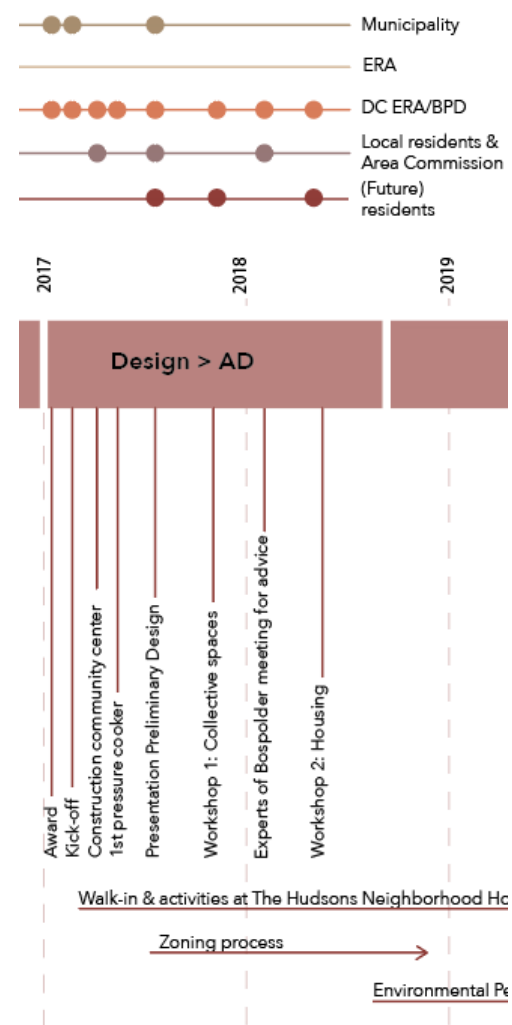 Municipality
ERA
DC ERA/BPD
Local residents &
Area Commission
(Future)
residents
2017
2018
2019
Design > AD
Award
Kick-off
Construction community center
1st pressure cooker
Presentation Preliminary Design
Workshop 1: Collective spaces
Experts of Bospolder meeting for advice
Workshop 2: Housing
Walk-in & activities at The Hudsons Neighborhood Ho
Zoning process
Environmental Pe